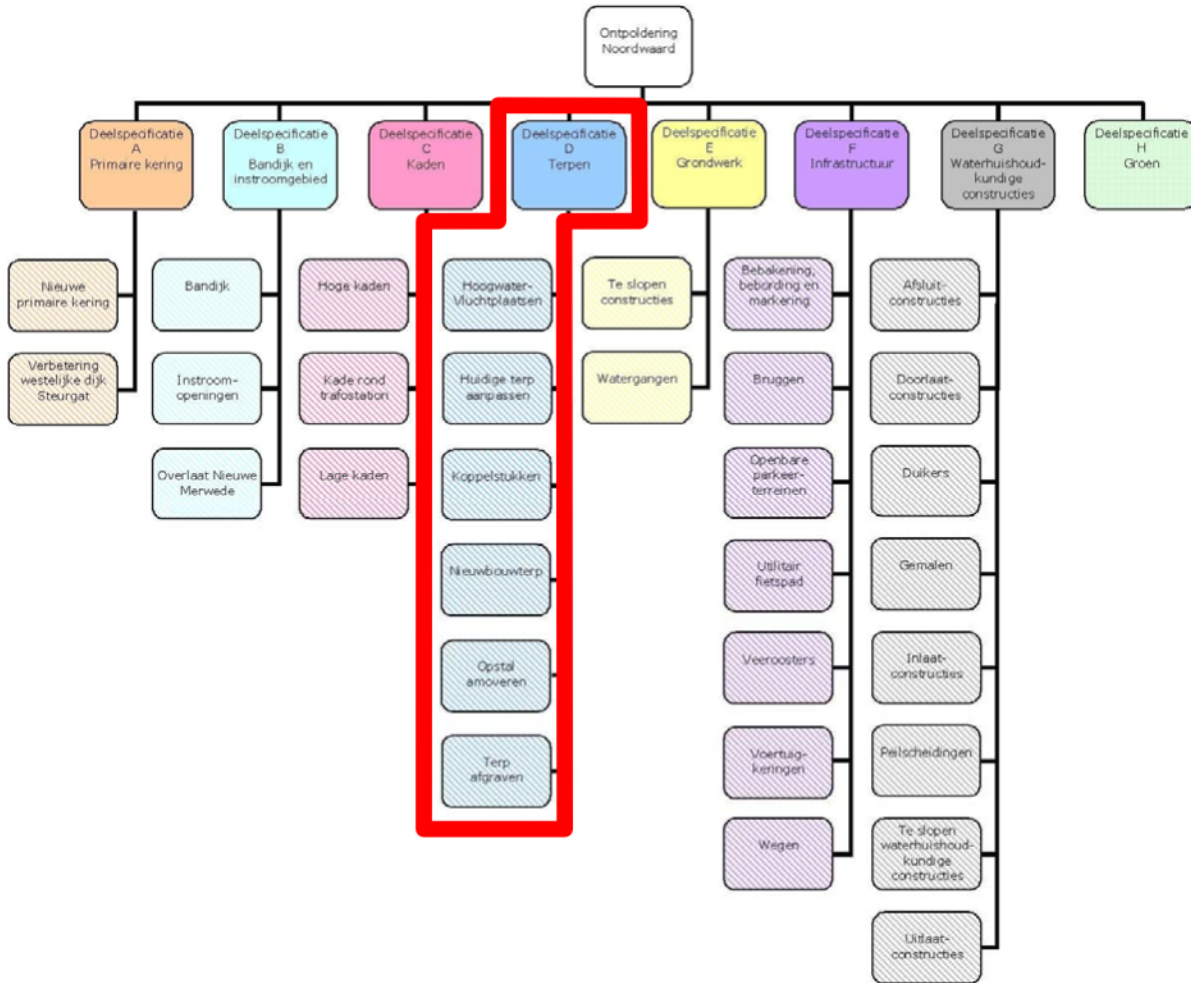 Ontpoldering
Noordwaard
Deelspecificatie
A
Primaire kering
Deelspecificatie
B
Bandijk en
instroomgebied
Deelspecificatie
C
Kaden
Deelspecificatie
D
Terpen
Deelspecificatie
E
Grondwerk
Deelspecificatie
F
Infrastructuur
Deelspecificatie
G
Waterhuishoud-
kundige
constructies
Deelspecificatie
H
Groen
Nieuwe
primaire kering
Verbetering
westelijke dijk
Steurgat
Bandijk
Instroom-
openingen
Overlaat Nieuwe
Merwede
Hoge kaden
Kade rond
trafostation
Lage kaden
Hoogwater-
Vluchtplaatsen
Huidige terp
aanpassen
Koppelstukken
Nieuwbouwterp
Opstal
amoveren
Terp
afgraven
Te slopen
constructies
Watergangen
Bebakening,
bebording en
markering
Bruggen
Openbare
parkeer-
terreinen
Utilitair
fietspad
Veeroosters
Voertuig-
keringen
Wegen
Afsluit-
constructies
Doorlaat-
constructies
Duikers
Gemalen
Inlaat-
constructies
Peilscheidingen
Te slopen
waterhuishoud-
kundige
constructies
Uitlaat-
constructies